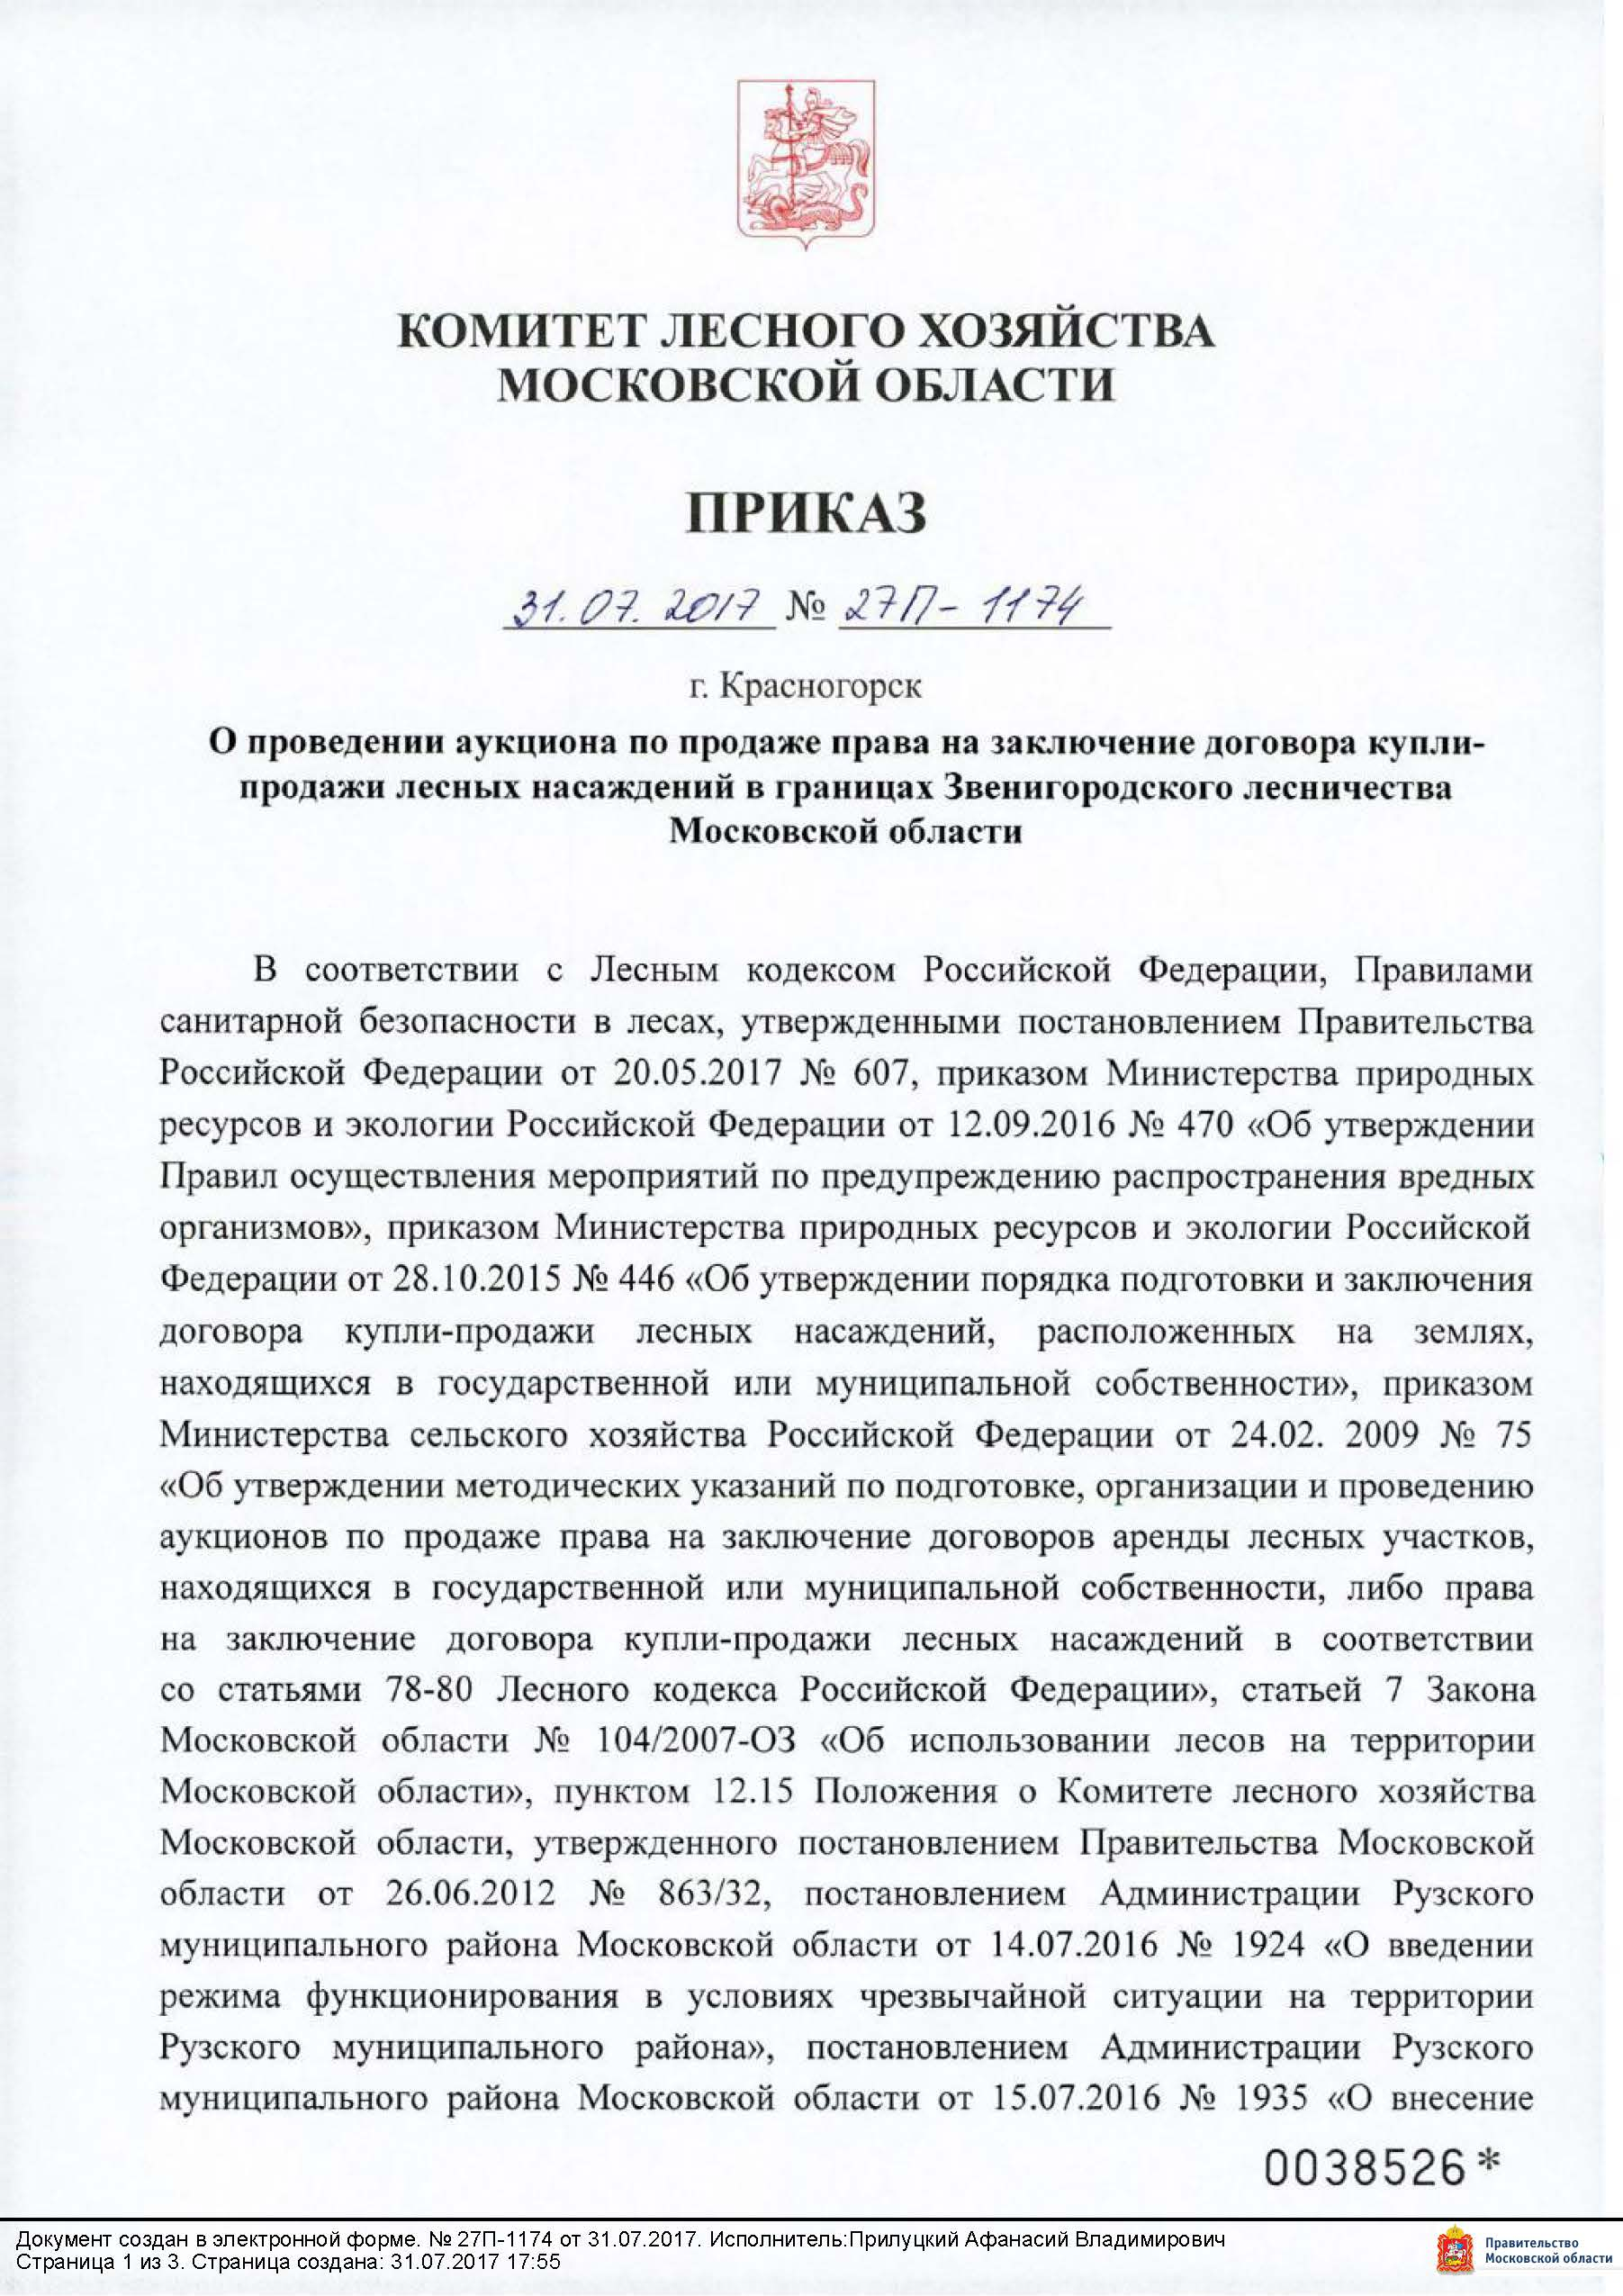 КОМИТЕТ ЛЕСНОГО ХОЗЯЙСТВА
МОСКОВСКОЙ ОБЛАСТИ
ПРИКАЗ
31.07.2017 № 27П-1174
г. Красногорск
О проведении аукциона по продаже права на заключение договора купли-
продажи лесных насаждений в границах Звенигородского лесничества
Московской области
В соответствии с Лесным кодексом Российской Федерации, Правилами
санитарной безопасности в лесах, утвержденными постановлением Правительства
Российской Федерации от 20.05.2017 № 607, приказом Министерства природных
ресурсов и экологии Российской Федерации от 12.09.2016 № 470 «Об утверждении
Правил осуществления мероприятий по предупреждению распространения вредных
организмов», приказом Министерства природных ресурсов и экологии Российской
Федерации от 28.10.2015 № 446 «Об утверждении порядка подготовки и заключения
договора купли-продажи лесных насаждений, расположенных на землях,
находящихся в государственной или муниципальной собственности», приказом
Министерства сельского хозяйства Российской Федерации от 24.02. 2009 № 75
«Об утверждении методических указаний по подготовке, организации и проведению
аукционов по продаже права на заключение договоров аренды лесных участков,
находящихся в государственной или муниципальной собственности, либо права
на заключение договора купли-продажи лесных насаждений в соответствии
со статьями 78-80 Лесного кодекса Российской Федерации», статьей 7 Закона
Московской области № 104/2007-ОЗ «Об использовании лесов на территории
Московской области», пунктом 12.15 Положения о Комитете лесного хозяйства
Московской области, утвержденного постановлением Правительства Московской
области от 26.06.2012 № 863/32, постановлением Администрации Рузского
муниципального района Московской области от 14.07.2016 № 1924 «О введении
режима функционирования в условиях чрезвычайной ситуации на территории
Рузского муниципального района», постановлением Администрации Рузского
муниципального района Московской области от 15.07.2016 № 1935 «О внесение
0038526*
Документ создан в электронной форме. № 27П-1174 от 31.07.2017. Исполнитель:Прилуцкий Афанасий Владимирович
Страница 1 из 3. Страница создана: 31.07.2017 17:55
Правительство
Московской области